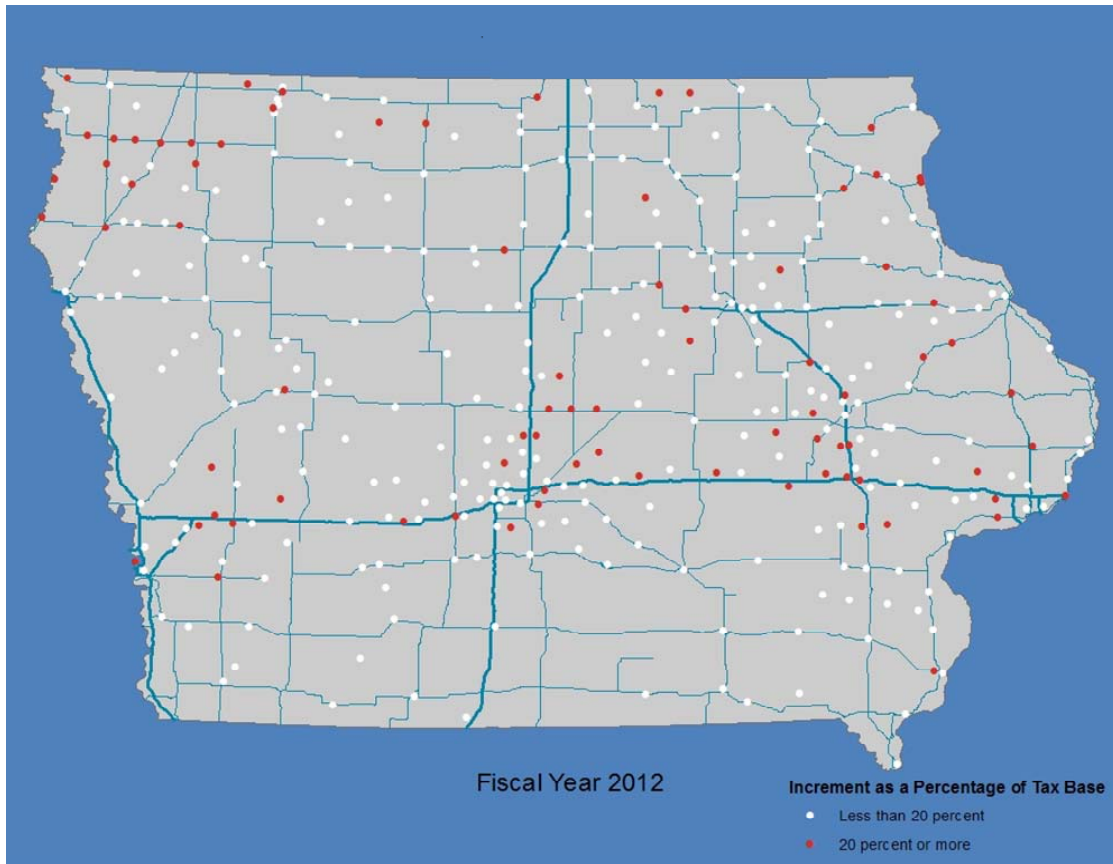 Fiscal Year 2012
Increment as a Percentage of Tax Base
Less than 20 percent
20 percent or more